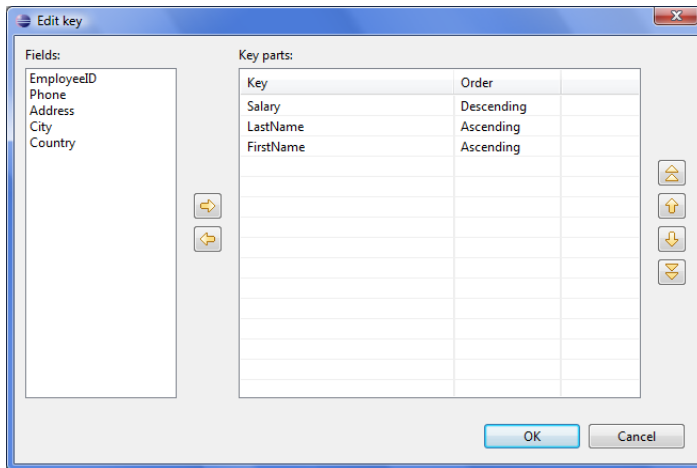 Edit key
Fields:
Key parts:
EmployeeID
Phone
Address
City
Country
Key Order
Salary Descending
LastName Ascending
FirstName Ascending
OK Cancel